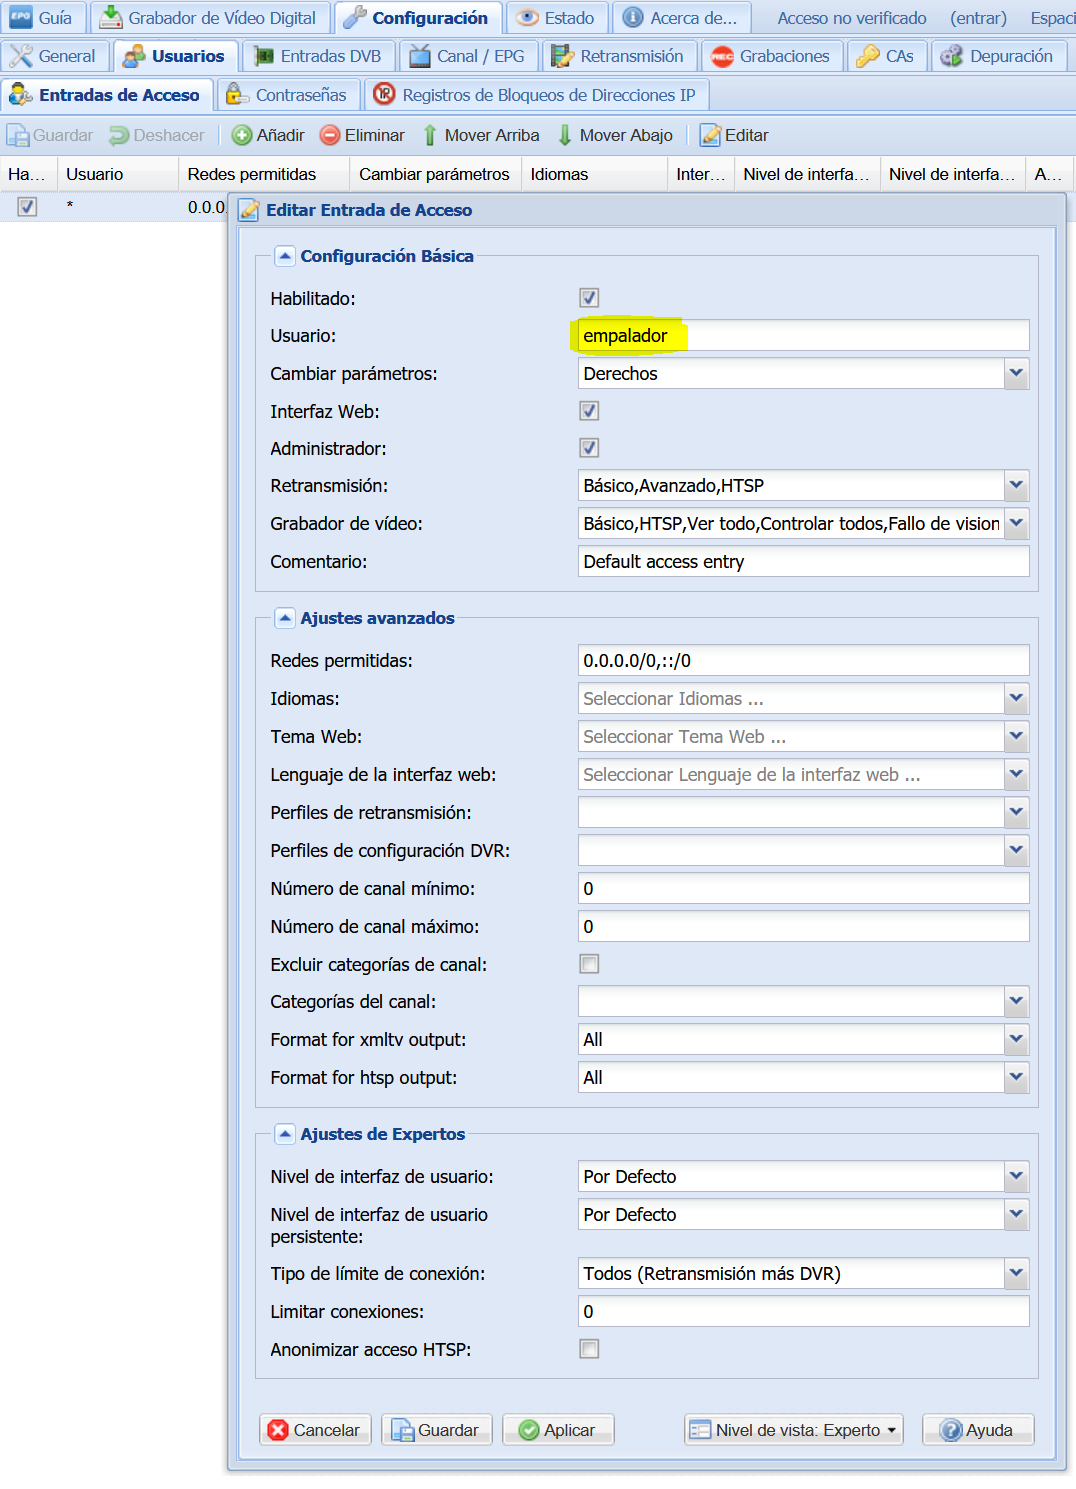 EPG Guía Grabador de Vídeo Digital Configuración Estado Acerca de... Acceso no verificado (entrar) Espaci
General Usuarios Entradas DVB Canal / EPG Retransmisión REC Grabaciones CAs Depuración
Entradas de Acceso Contraseñas IP Registros de Bloqueos de Direcciones IP
Guardar Deshacer Añadir Eliminar Mover Arriba Mover Abajo Editar
Ha... Usuario Redes permitidas Cambiar parámetros Idiomas Inter... Nivel de interfa... Nivel de interfa... A...
* 0.0.0.
Editar Entrada de Acceso
Configuración Básica
Habilitado:
Usuario: empalador
Cambiar parámetros: Derechos
Interfaz Web:
Administrador:
Retransmisión: Básico,Avanzado,HTSP
Grabador de vídeo: Básico,HTSP,Ver todo,Controlar todos,Fallo de vision
Comentario: Default access entry
Ajustes avanzados
Redes permitidas: 0.0.0.0/0,::/0
Idiomas: Seleccionar Idiomas ...
Tema Web: Seleccionar Tema Web ...
Lenguaje de la interfaz web: Seleccionar Lenguaje de la interfaz web ...
Perfiles de retransmisión:
Perfiles de configuración DVR:
Número de canal mínimo: 0
Número de canal máximo: 0
Excluir categorías de canal:
Categorías del canal:
Format for xmltv output: All
Format for htsp output: All
Ajustes de Expertos
Nivel de interfaz de usuario: Por Defecto
Nivel de interfaz de usuario Por Defecto
persistente:
Tipo de límite de conexión: Todos (Retransmisión más DVR)
Limitar conexiones: 0
Anonimizar acceso HTSP:
Cancelar Guardar Aplicar Nivel de vista: Experto Ayuda